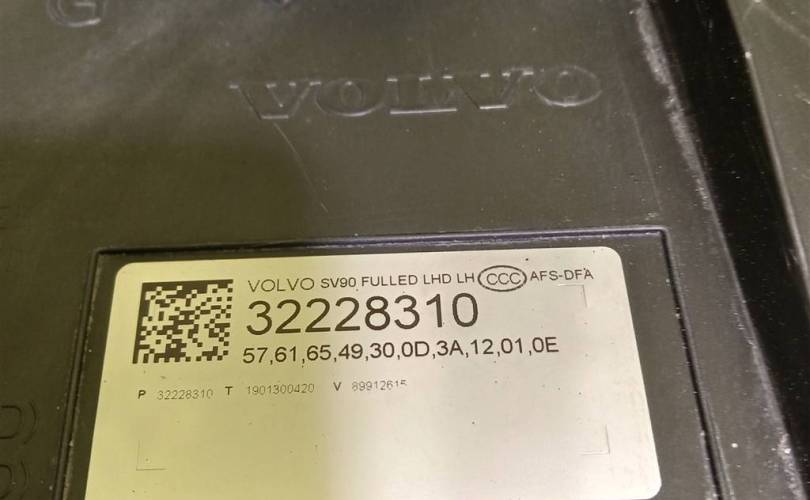 G
VOLVO
VOLVO SV90 FULLED LHD LH CCC AFS-DFA
32228310
57,61,65,49,30,0D,3A,12,01,0E
P 32228310 T 1901300420 V 89912615
D)